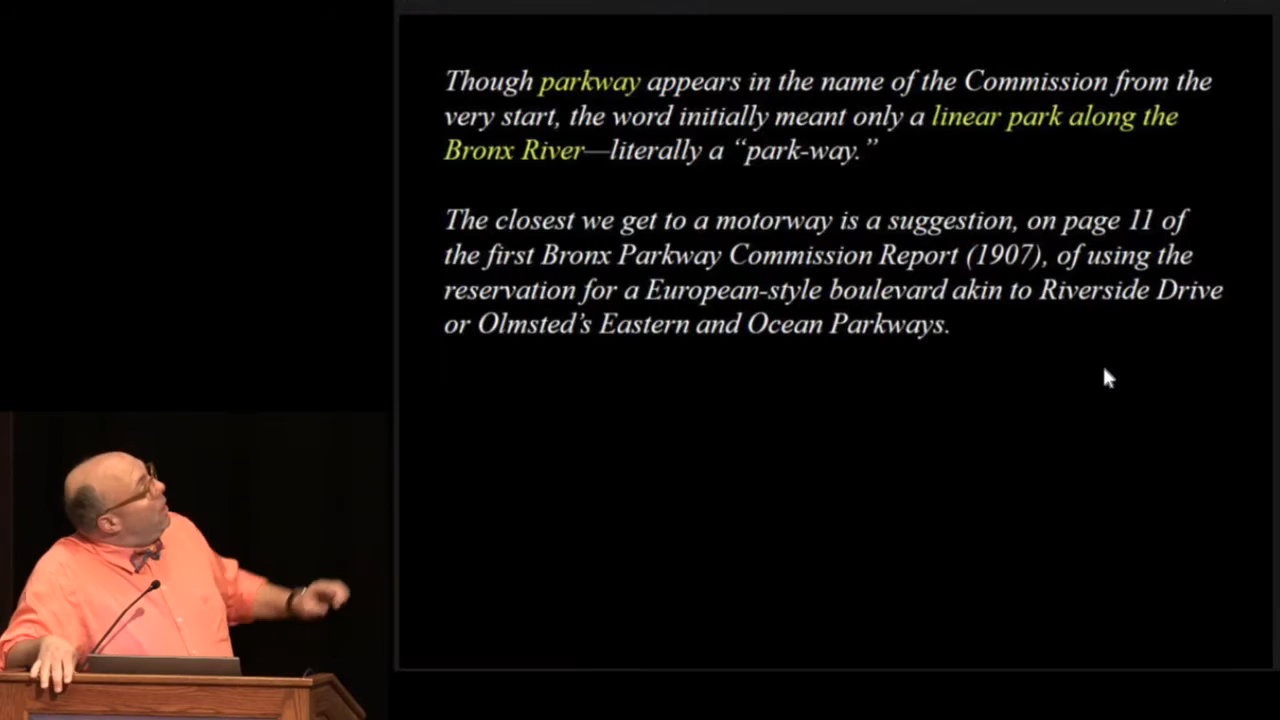 Though parkway appears in the name of the Commission from the
very start, the word initially meant only a linear park along the
Bronx River—literally a “park-way.”
The closest we get to a motorway is a suggestion, on page 11 of
the first Bronx Parkway Commission Report (1907), of using the
reservation for a European-style boulevard akin to Riverside Drive
or Olmsted’s Eastern and Ocean Parkways.